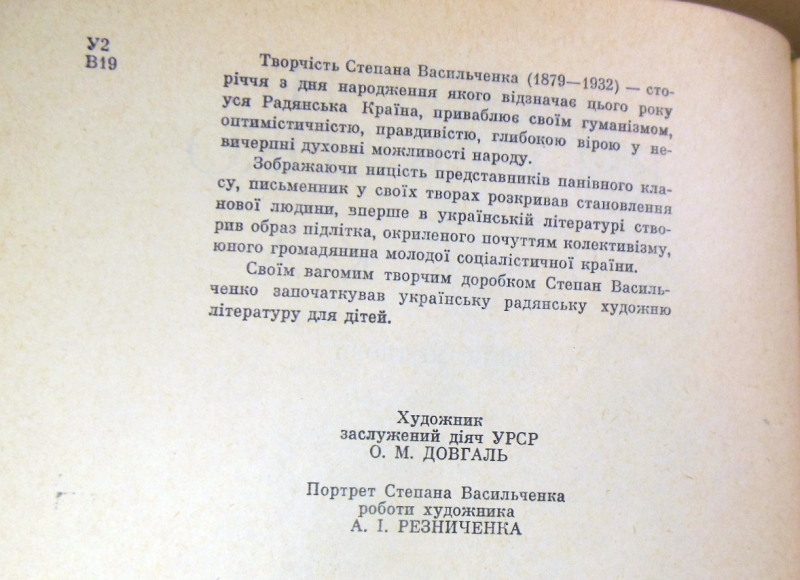 У2
В19
Творчість Степана Васильченка (1879—1932) — сто-
річчя з дня народження якого відзначає цього року
уся Радянська Країна, приваблює своїм гуманізмом,
оптимістичністю, правдивістю, глибокою вірою у не-
вичерпні духовні можливості народу.
Зображаючи ницість представників панівного кла-
су, письменник у своїх творах розкривав становлення
нової людини, вперше в українській літературі ство-
рив образ підлітка, окриленого почуттям колективізму,
юного громадянина молодої соціалістичної країни.
Своїм вагомим творчим доробком Степан Василь-
ченко започаткував українську радянську художню
літературу для дітей.
Художник
заслужений діяч УРСР
О. М. ДОВГАЛЬ
Портрет Степана Васильченка
роботи художника
А. І. РЕЗНИЧЕНКА